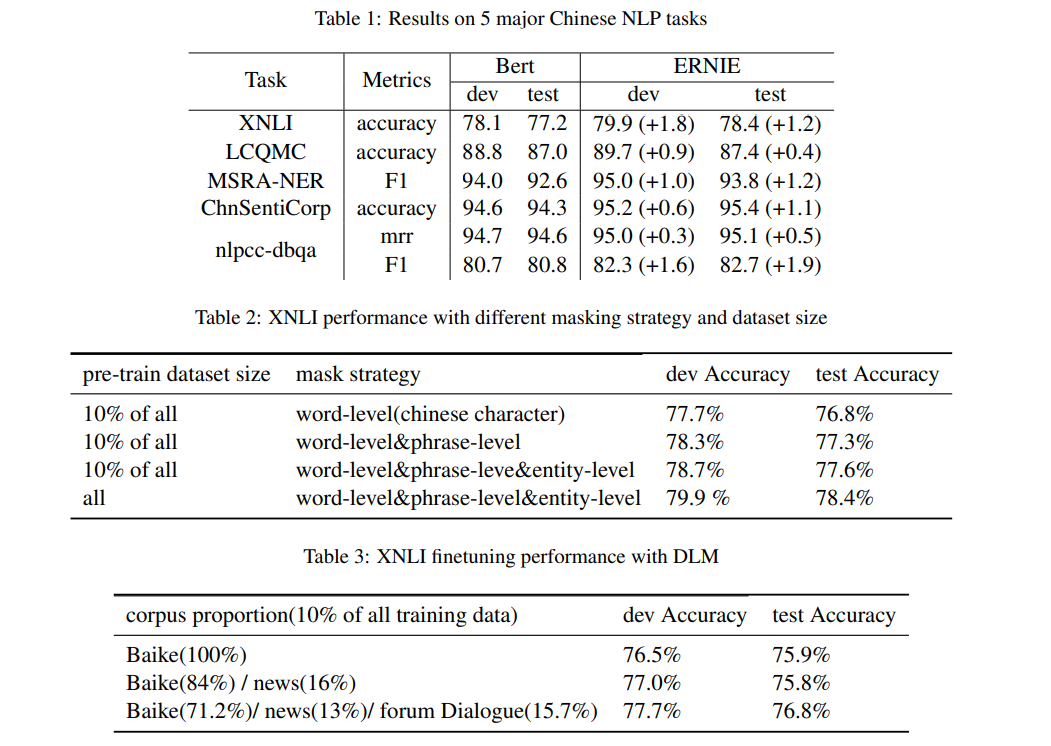 Table 1: Results on 5 major Chinese NLP tasks
Task Metrics Bert ERNIE
dev test dev test
XNLI accuracy 78.1 77.2 79.9 (+1.8) 78.4 (+1.2)
LCQMC accuracy 88.8 87.0 89.7 (+0.9) 87.4 (+0.4)
MSRA-NER F1 94.0 92.6 95.0 (+1.0) 93.8 (+1.2)
ChnSentiCorp accuracy 94.6 94.3 95.2 (+0.6) 95.4 (+1.1)
nlpcc-dbqa mrr 94.7 94.6 95.0 (+0.3) 95.1 (+0.5)
F1 80.7 80.8 82.3 (+1.6) 82.7 (+1.9)
Table 2: XNLI performance with different masking strategy and dataset size
pre-train dataset size mask strategy dev Accuracy test Accuracy
10% of all word-level(chinese character) 77.7% 76.8%
10% of all word-level&phrase-level 78.3% 77.3%
10% of all word-level&phrase-leve&entity-level 78.7% 77.6%
all word-level&phrase-level&entity-level 79.9 % 78.4%
Table 3: XNLI finetuning performance with DLM
corpus proportion(10% of all training data) dev Accuracy test Accuracy
Baike(100%) 76.5% 75.9%
Baike(84%) / news(16%) 77.0% 75.8%
Baike(71.2%)/ news(13%)/ forum Dialogue(15.7%) 77.7% 76.8%